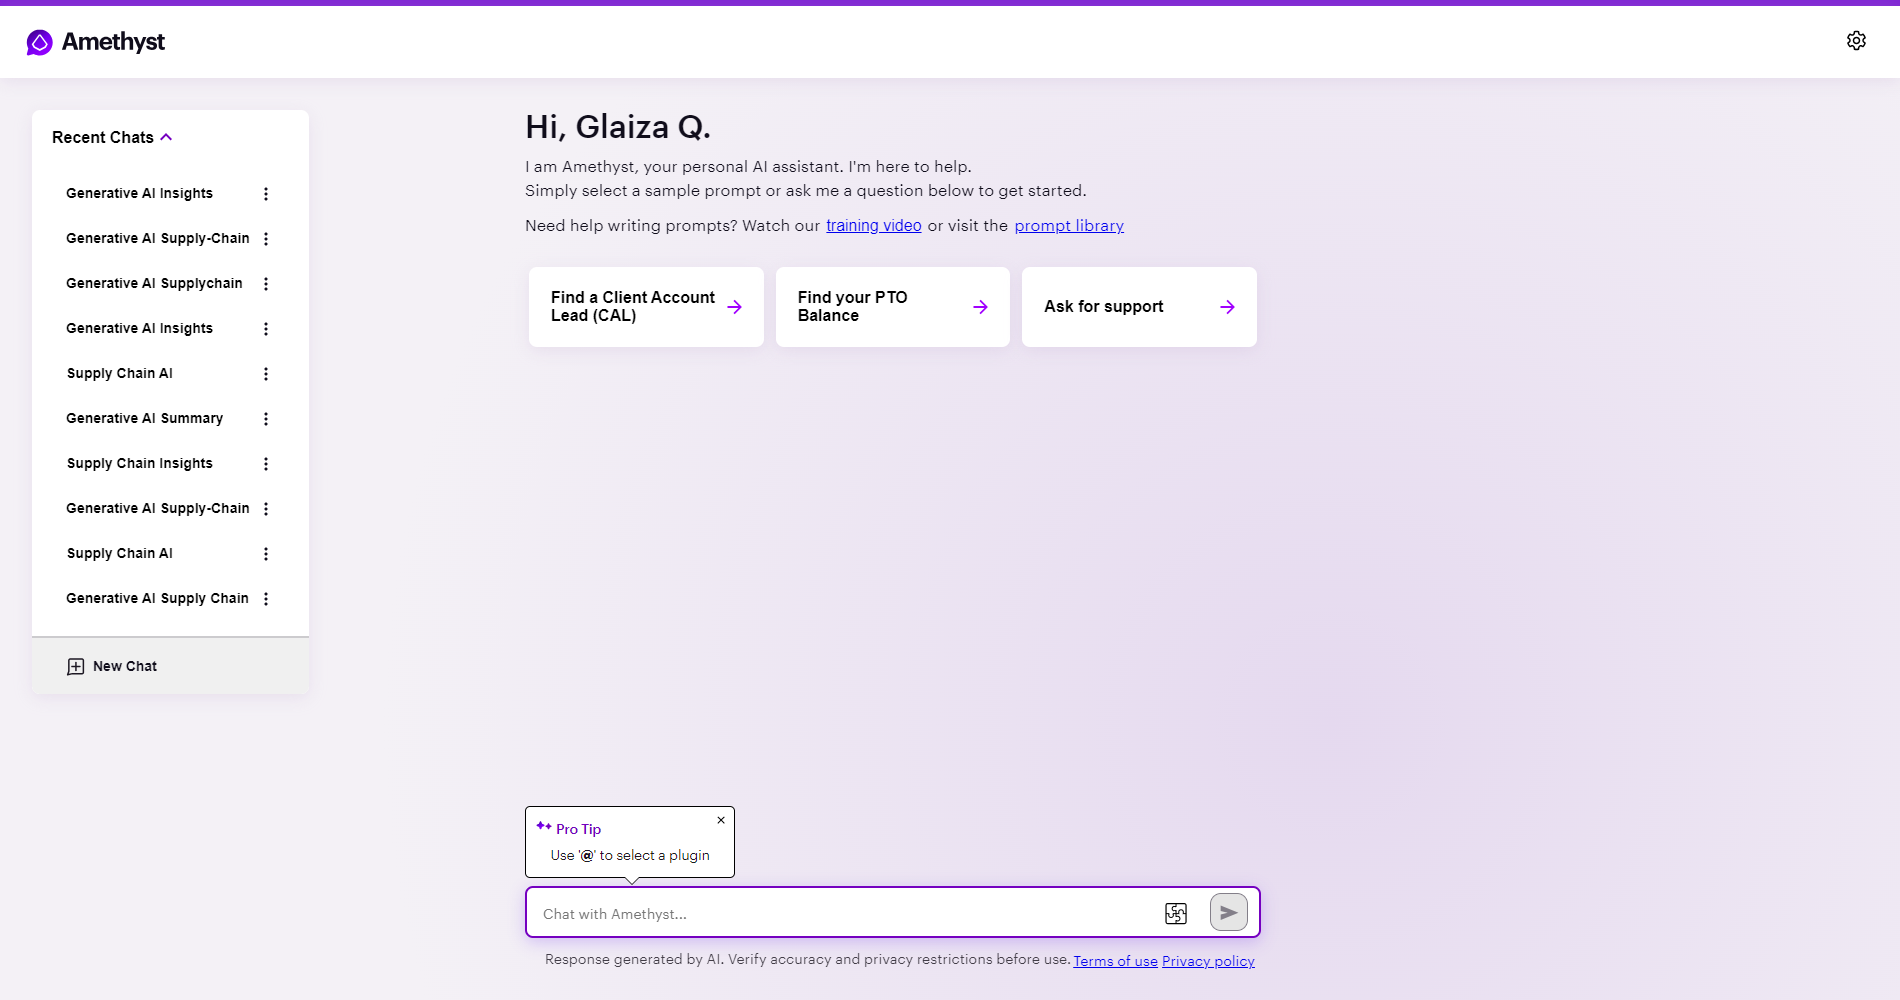 Amethyst
Recent Chats
Generative AI Insights
Generative AI Supply-Chain
Generative AI Supplychain
Generative AI Insights
Supply Chain AI
Generative AI Summary
Supply Chain Insights
Generative AI Supply-Chain
Supply Chain AI
Generative AI Supply Chain
New Chat
Hi, Glaiza Q.
I am Amethyst, your personal AI assistant. I'm here to help.
Simply select a sample prompt or ask me a question below to get started.
Need help writing prompts? Watch our training video or visit the prompt library
Find a Client Account
Lead (CAL)
Find your PTO
Balance
Ask for support
Pro Tip
Use '@' to select a plugin
Chat with Amethyst...
Response generated by AI. Verify accuracy and privacy restrictions before use. Terms of use Privacy policy